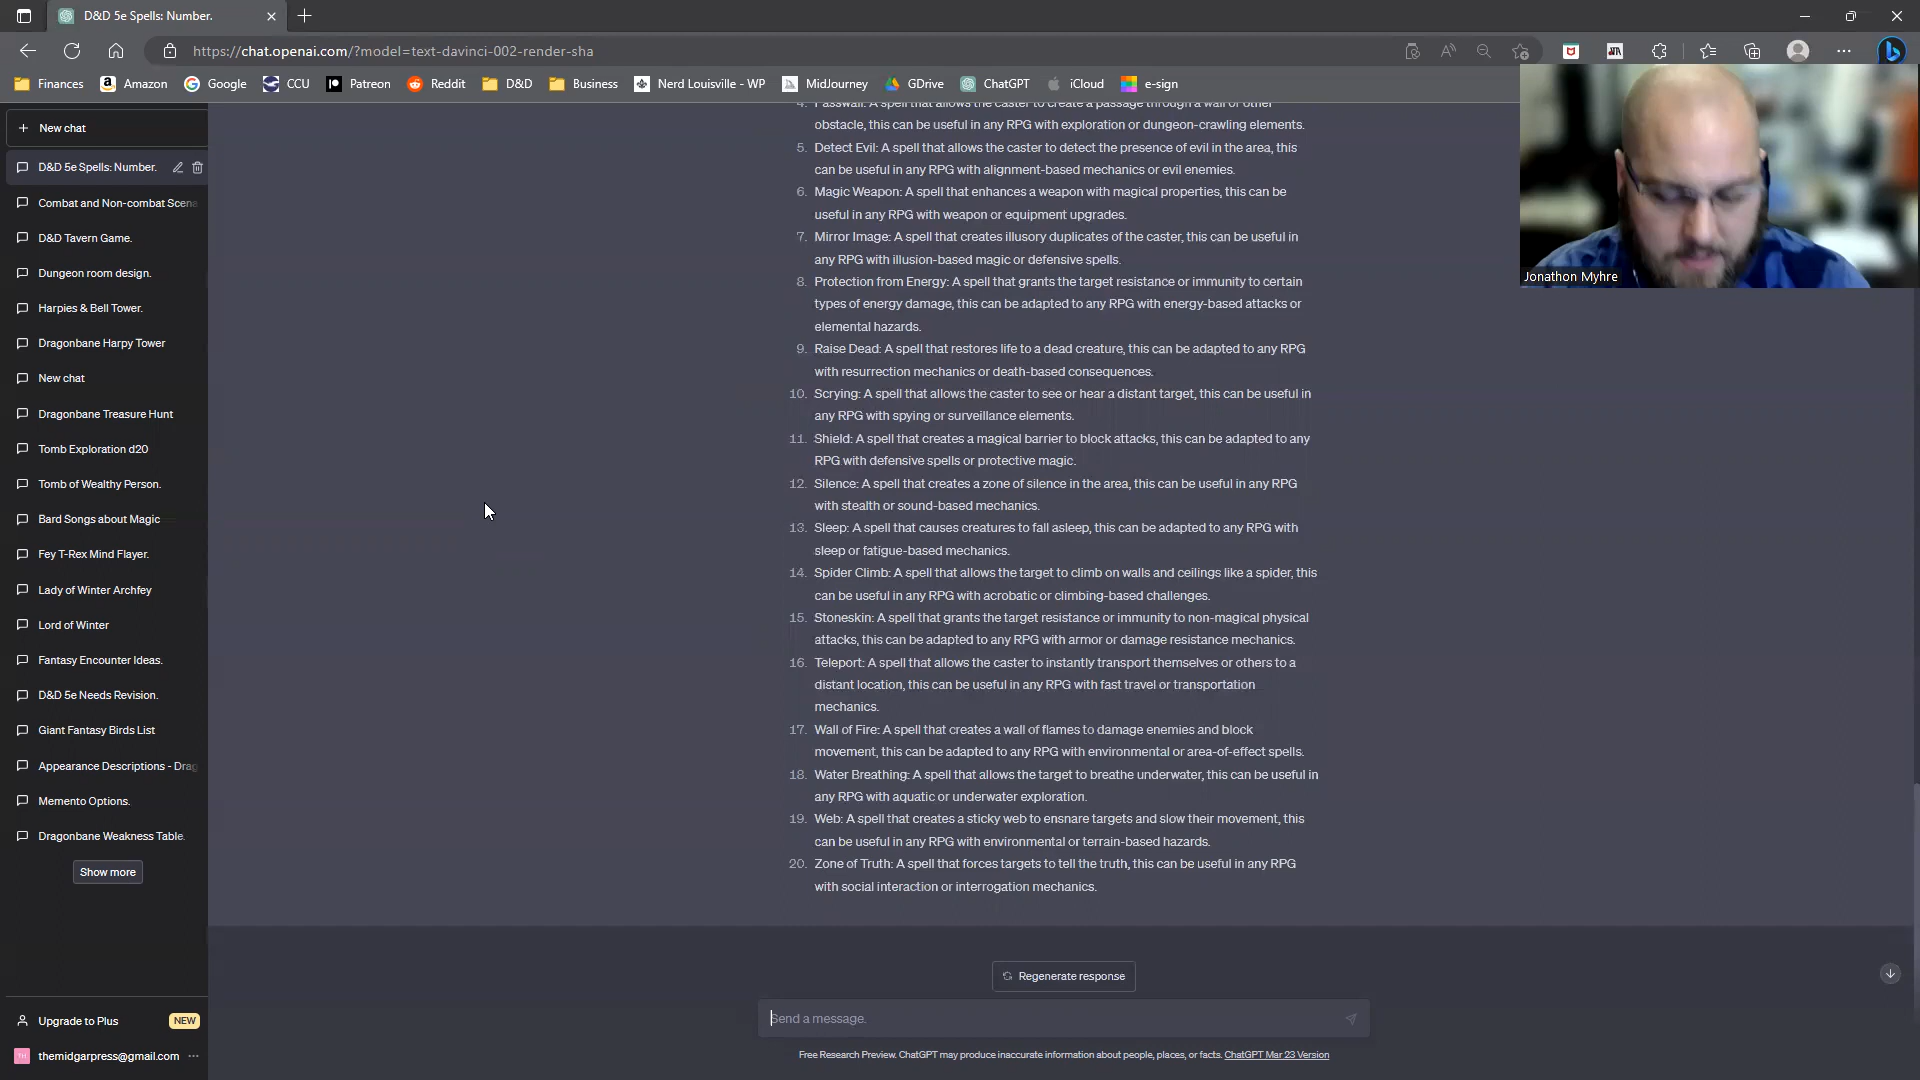 D&D 5e Spells: Number.
https://chat.openai.com/?model=text-davinci-002-render-sha
Finances
Amazon
Google
CCU
Patreon
Reddit
D&D
Business
Nerd Louisville - WP
MidJourney
GDrive
ChatGPT
iCloud
e-sign
New chat
D&D 5e Spells: Number.
Combat and Non-combat Scena
D&D Tavern Game.
Dungeon room design.
Harpies & Bell Tower.
Dragonbane Harpy Tower
New chat
Dragonbane Treasure Hunt
Tomb Exploration d20
Tomb of Wealthy Person.
Bard Songs about Magic
Fey T-Rex Mind Flayer.
Lady of Winter Archfey
Lord of Winter
Fantasy Encounter Ideas.
D&D 5e Needs Revision.
Giant Fantasy Birds List
Appearance Descriptions - Drag
Memento Options.
Dragonbane Weakness Table.
Show more
Upgrade to Plus NEW
themidgarpress@gmail.com
4. Passwall: A spell that allows the caster to create a passage through a wall or other
obstacle, this can be useful in any RPG with exploration or dungeon-crawling elements.
5. Detect Evil: A spell that allows the caster to detect the presence of evil in the area, this
can be useful in any RPG with alignment-based mechanics or evil enemies.
6. Magic Weapon: A spell that enhances a weapon with magical properties, this can be
useful in any RPG with weapon or equipment upgrades.
7. Mirror Image: A spell that creates illusory duplicates of the caster, this can be useful in
any RPG with illusion-based magic or defensive spells.
8. Protection from Energy: A spell that grants the target resistance or immunity to certain
types of energy damage, this can be adapted to any RPG with energy-based attacks or
elemental hazards.
9. Raise Dead: A spell that restores life to a dead creature, this can be adapted to any RPG
with resurrection mechanics or death-based consequences.
10. Scrying: A spell that allows the caster to see or hear a distant target, this can be useful in
any RPG with spying or surveillance elements.
11. Shield: A spell that creates a magical barrier to block attacks, this can be adapted to any
RPG with defensive spells or protective magic.
12. Silence: A spell that creates a zone of silence in the area, this can be useful in any RPG
with stealth or sound-based mechanics.
13. Sleep: A spell that causes creatures to fall asleep, this can be adapted to any RPG with
sleep or fatigue-based mechanics.
14. Spider Climb: A spell that allows the target to climb on walls and ceilings like a spider, this
can be useful in any RPG with acrobatic or climbing-based challenges.
15. Stoneskin: A spell that grants the target resistance or immunity to non-magical physical
attacks, this can be adapted to any RPG with armor or damage resistance mechanics.
16. Teleport: A spell that allows the caster to instantly transport themselves or others to a
distant location, this can be useful in any RPG with fast travel or transportation
mechanics.
17. Wall of Fire: A spell that creates a wall of flames to damage enemies and block
movement, this can be adapted to any RPG with environmental or area-of-effect spells.
18. Water Breathing: A spell that allows the target to breathe underwater, this can be useful in
any RPG with aquatic or underwater exploration.
19. Web: A spell that creates a sticky web to ensnare targets and slow their movement, this
can be useful in any RPG with environmental or terrain-based hazards.
20. Zone of Truth: A spell that forces targets to tell the truth, this can be useful in any RPG
with social interaction or interrogation mechanics.
Regenerate response
Send a message.
Free Research Preview. ChatGPT may produce inaccurate information about people, places, or facts. ChatGPT Mar 23 Version
Jonathon Myhre